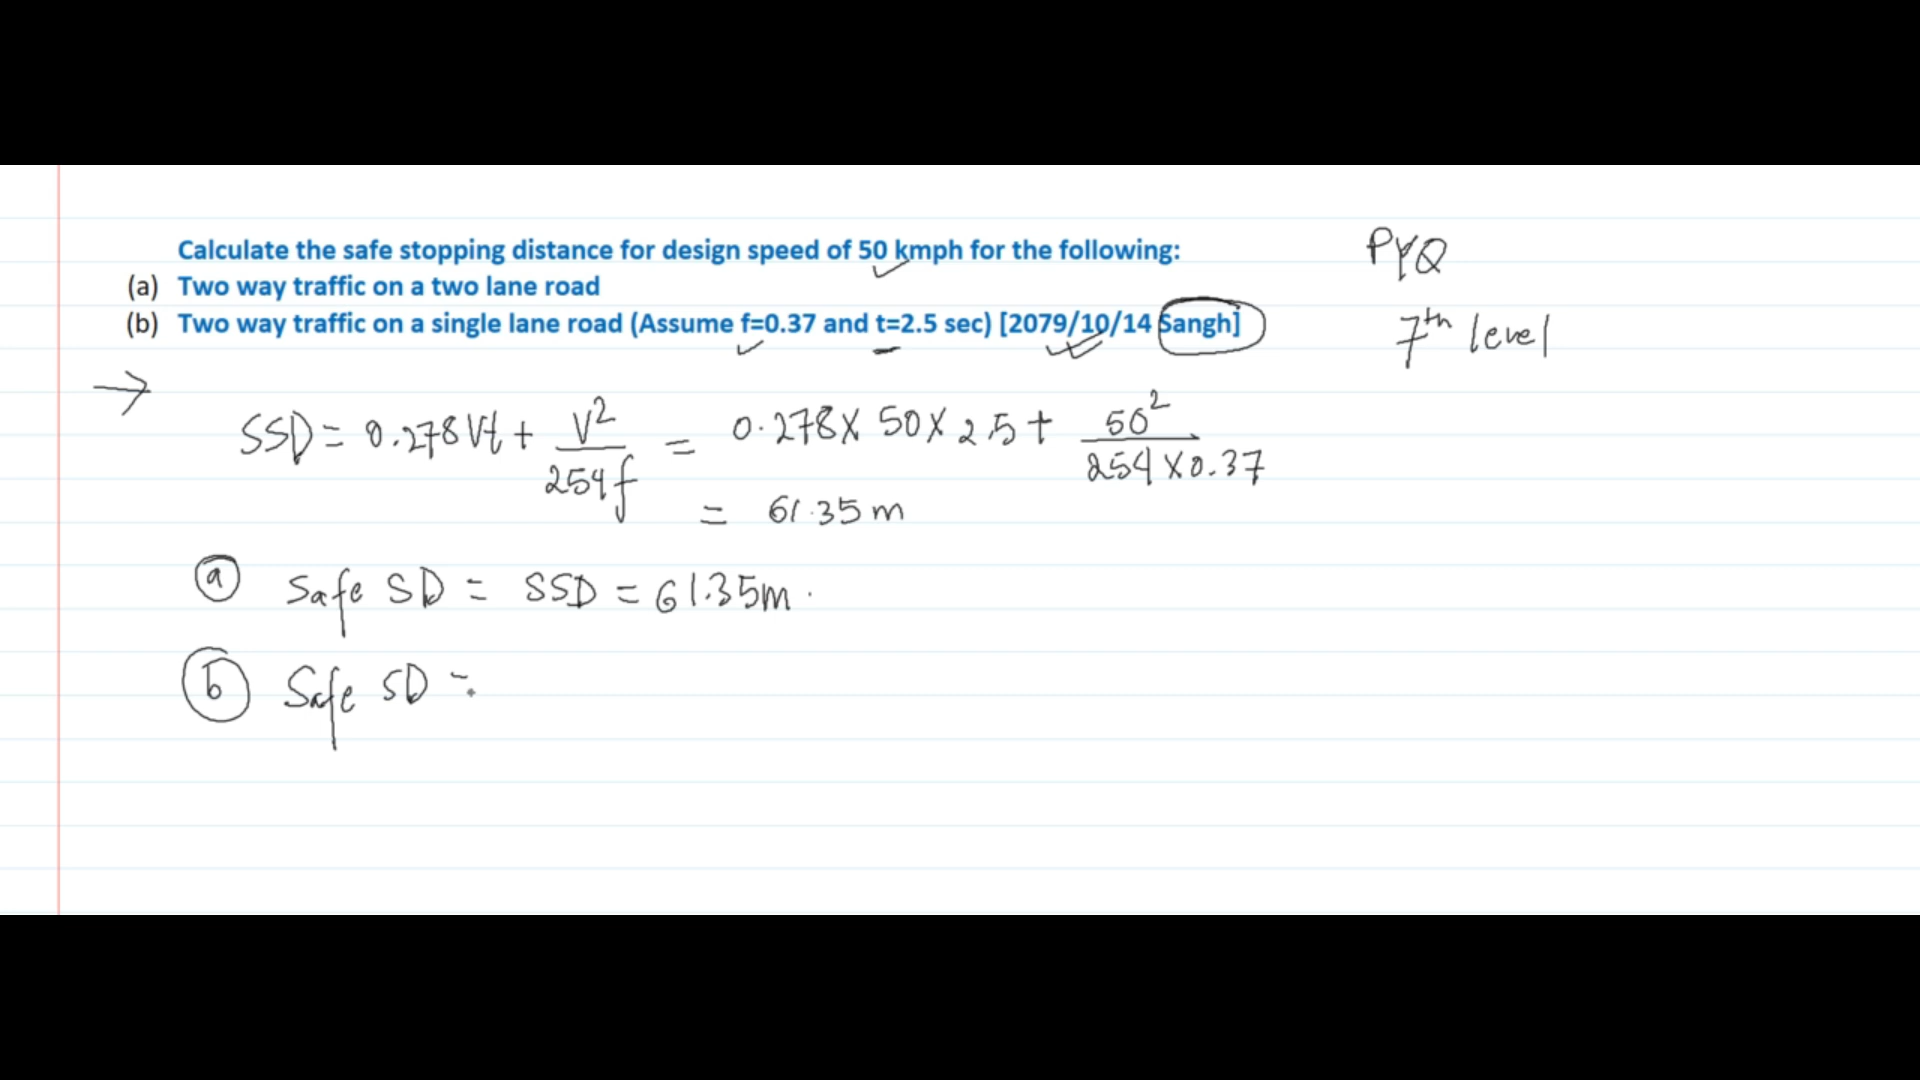 Calculate the safe stopping distance for design speed of 50 kmph for the following:
PYQ
(a) Two way traffic on a two lane road
(b) Two way traffic on a single lane road (Assume f=0.37 and t=2.5 sec) [2079/10/14 Sangh]
7th level
→ SSD = 0.278Vt + V²/254f = 0.278 × 50 × 2.5 + 50²/254×0.37
= 61.35m
(a) Safe SD = SSD = 61.35m.
(b) Safe SD =